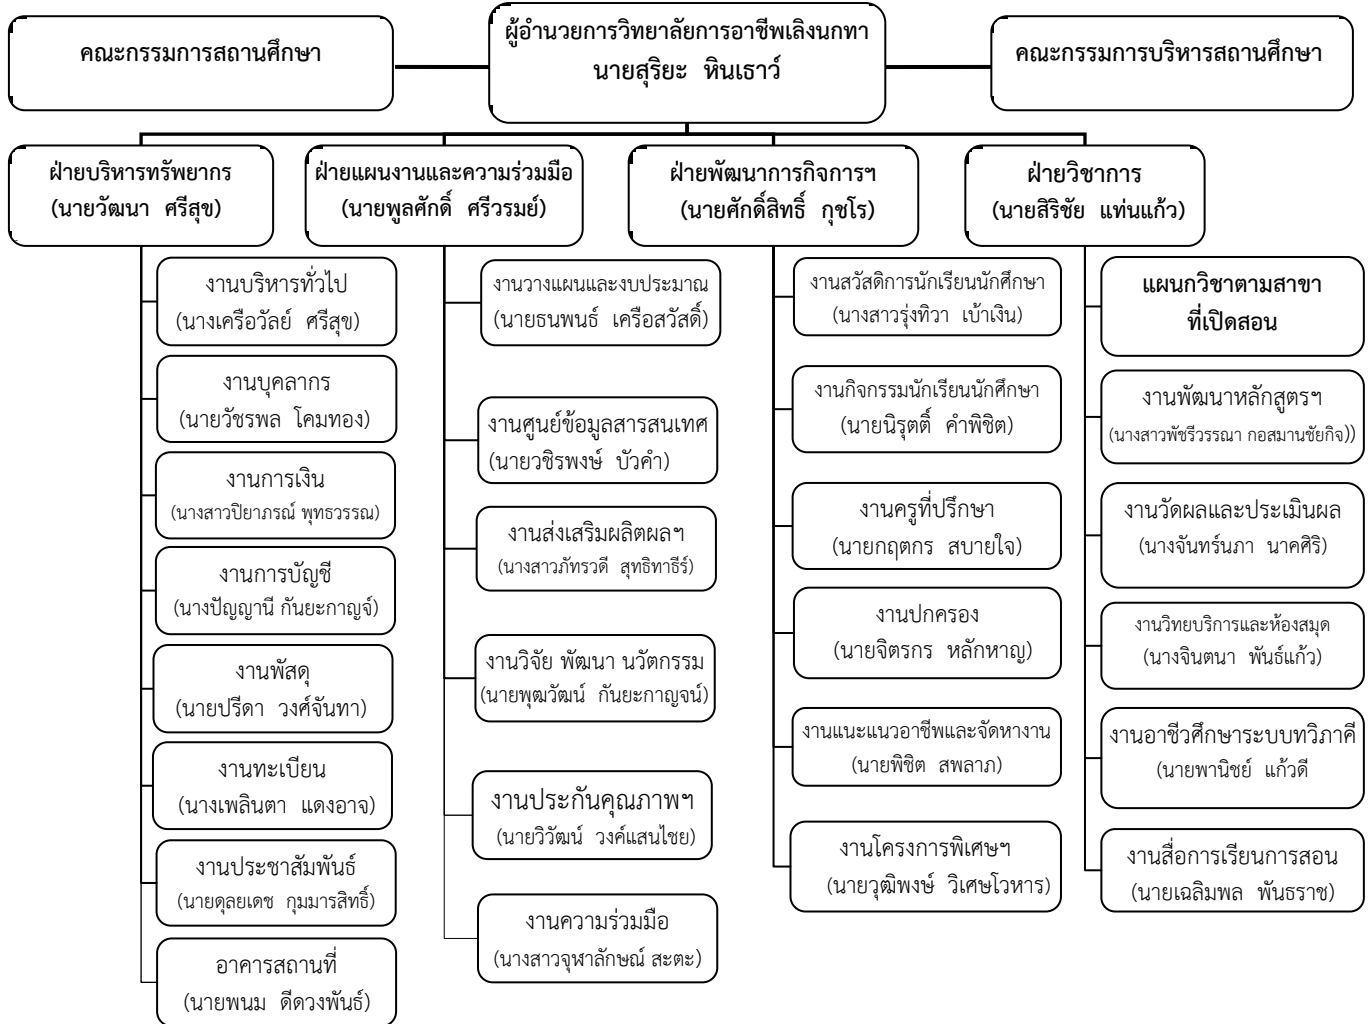 คณะกรรมการสถานศึกษา
ผู้อำนวยการวิทยาลัยการอาชีพเลิงนกทา
นายสุริยะ หินเธาว์
คณะกรรมการบริหารสถานศึกษา
ฝ่ายบริหารทรัพยากร
(นายวัฒนา ศรีสุข)
ฝ่ายแผนงานและความร่วมมือ
(นายพูลศักดิ์ ศรีวรมย์)
ฝ่ายพัฒนาการกิจการฯ
(นายศักดิ์สิทธิ์ กุชโร)
ฝ่ายวิชาการ
(นายสิริชัย แท่นแก้ว)
งานบริหารทั่วไป
(นางเครือวัลย์ ศรีสุข)
งานบุคลากร
(นายวัชรพล โคมทอง)
งานการเงิน
(นางสาวปิยาภรณ์ พุทธวรรณ)
งานการบัญชี
(นางปัญญานี กันยะกาญจ์)
งานพัสดุ
(นายปรีดา วงศ์จันทา)
งานทะเบียน
(นางเพลินตา แดงอาจ)
งานประชาสัมพันธ์
(นายดุลยเดช กุมมารสิทธิ์)
อาคารสถานที่
(นายพนม ดีดวงพันธ์)
งานวางแผนและงบประมาณ
(นายธนพนธ์ เครือสวัสดิ์)
งานศูนย์ข้อมูลสารสนเทศ
(นายวชิรพงษ์ บัวคำ)
งานส่งเสริมผลิตผลฯ
(นางสาวภัทรวดี สุทธิทาธีร์)
งานวิจัย พัฒนา นวัตกรรม
(นายพุฒวัฒน์ กันยะกาญจน์)
งานประกันคุณภาพฯ
(นายวิวัฒน์ วงค์แสนไชย)
งานความร่วมมือ
(นางสาวจุฬาลักษณ์ สะตะ)
งานสวัสดิการนักเรียนนักศึกษา
(นางสาวรุ่งทิวา เบ้าเงิน)
งานกิจกรรมนักเรียนนักศึกษา
(นายนิรุตติ์ คำพิชิต)
งานครูที่ปรึกษา
(นายกฤตกร สบายใจ)
งานปกครอง
(นายจิตรกร หลักหาญ)
งานแนะแนวอาชีพและจัดหางาน
(นายพิชิต สพลาภ)
งานโครงการพิเศษฯ
(นายวุฒิพงษ์ วิเศษโวหาร)
แผนกวิชาตามสาขา
ที่เปิดสอน
งานพัฒนาหลักสูตรฯ
(นางสาวพัชรีวรรณา กอสมานชัยกิจ))
งานวัดผลและประเมินผล
(นางจันทร์นภา นาคศิริ)
งานวิทยบริการและห้องสมุด
(นางจินตนา พันธ์แก้ว)
งานอาชีวศึกษาระบบทวิภาคี
(นายพานิชย์ แก้วดี
งานสื่อการเรียนการสอน
(นายเฉลิมพล พันธราช)